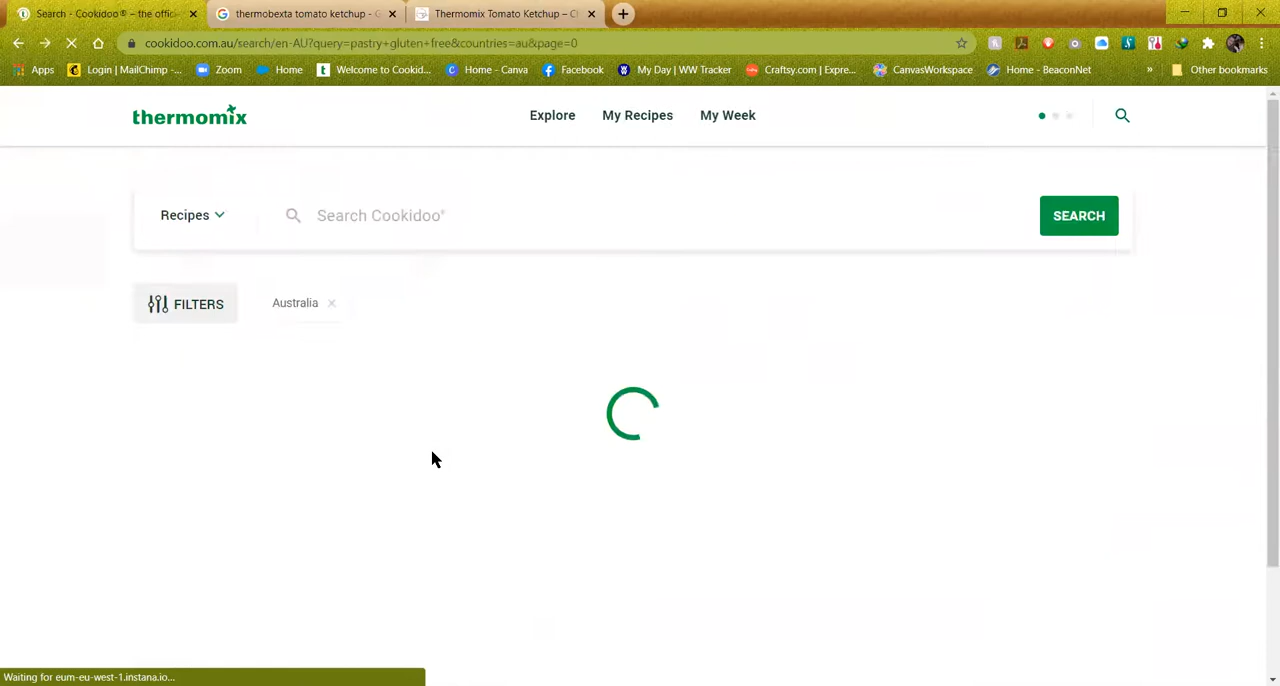 Search - Cookidoo® – the offici
thermobexta tomato ketchup - G
Thermomix Tomato Ketchup – C
cookidoo.com.au/search/en-AU?query=pastry+gluten+free&countries=au&page=0
Apps
Login | MailChimp -...
Zoom
Home
Welcome to Cookid...
Home - Canva
Facebook
My Day | WW Tracker
Craftsy.com | Expre...
CanvasWorkspace
Home - BeaconNet
»
Other bookmarks
thermomix
Explore
My Recipes
My Week
Recipes
Search Cookidoo®
SEARCH
FILTERS
Australia
Waiting for eum-eu-west-1.instana.io...